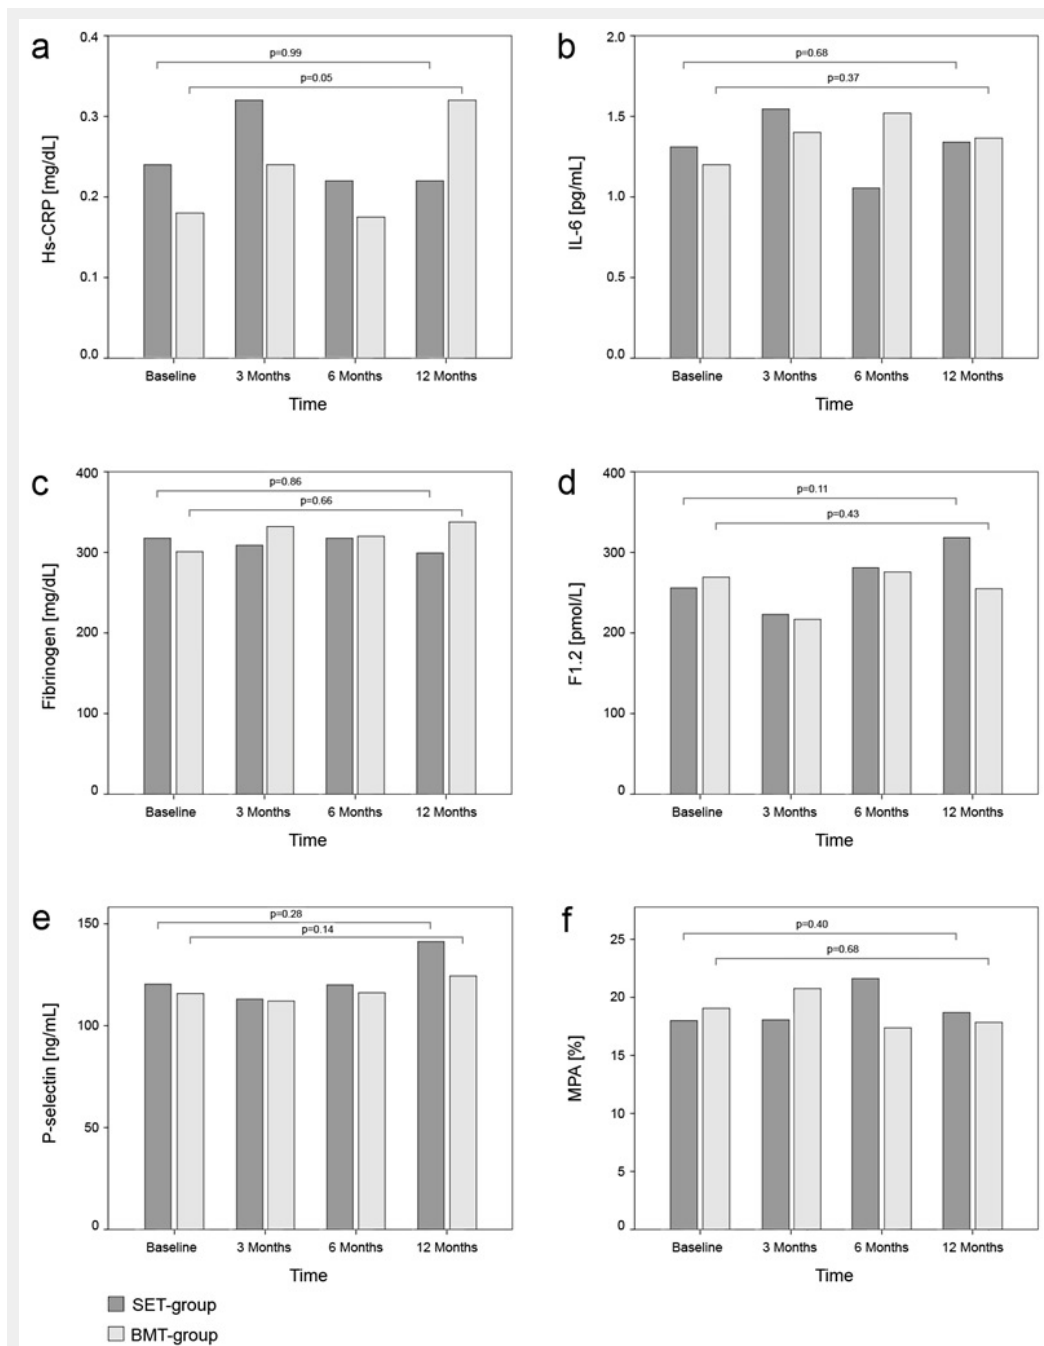 a
0.4
0.3
0.2
0.1
0.0
Hs-CRP [mg/dL]
p=0.99
p=0.05
Baseline 3 Months 6 Months 12 Months
Time
b
2.0
1.5
1.0
0.5
0.0
IL-6 [pg/mL]
p=0.68
p=0.37
Baseline 3 Months 6 Months 12 Months
Time
c
400
300
200
100
0
Fibrinogen [mg/dL]
p=0.86
p=0.66
Baseline 3 Months 6 Months 12 Months
Time
d
400
300
200
100
0
F1.2 [pmol/L]
p=0.11
p=0.43
Baseline 3 Months 6 Months 12 Months
Time
e
150
100
50
0
P-selectin [ng/mL]
p=0.28
p=0.14
Baseline 3 Months 6 Months 12 Months
Time
f
25
20
15
10
5
0
MPA [%]
p=0.40
p=0.68
Baseline 3 Months 6 Months 12 Months
Time
SET-group
BMT-group